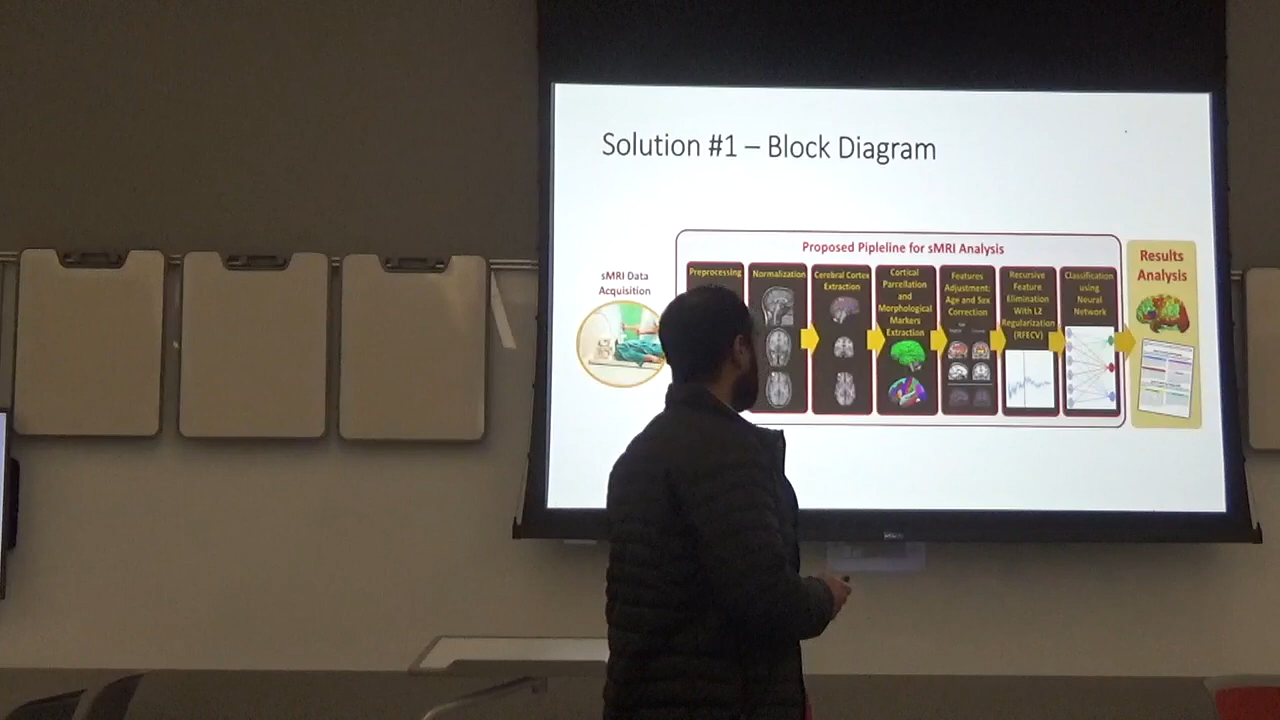 Solution #1 – Block Diagram
Proposed Pipleline for sMRI Analysis
sMRI Data
Acquisition
Preprocessing
Normalization
Cerebral Cortex
Extraction
Cortical
Parcellation
and
Morphological
Markers
Extraction
Features
Adjustment:
Age and Sex
Correction
Recursive
Feature
Elimination
With L2
Regularization
(RFECV)
Classification
using
Neural
Network
Results
Analysis